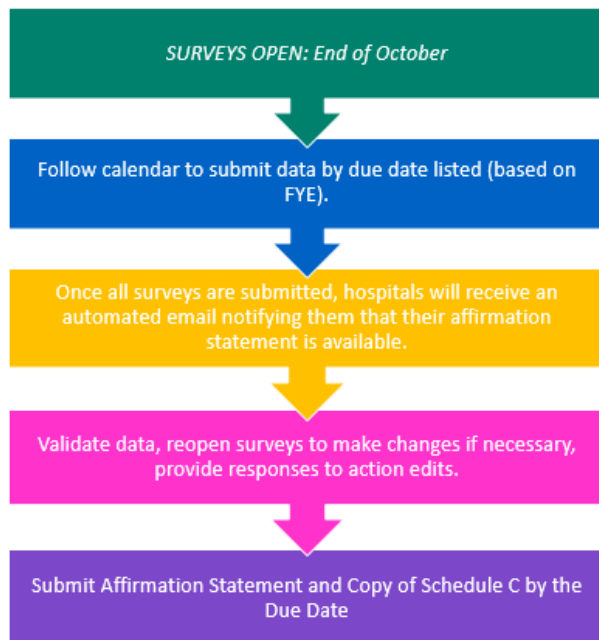 SURVEYS OPEN: End of October
Follow calendar to submit data by due date listed (based on
FYE).
Once all surveys are submitted, hospitals will receive an
automated email notifying them that their affirmation
statement is available.
Validate data, reopen surveys to make changes if necessary,
provide responses to action edits.
Submit Affirmation Statement and Copy of Schedule C by the
Due Date